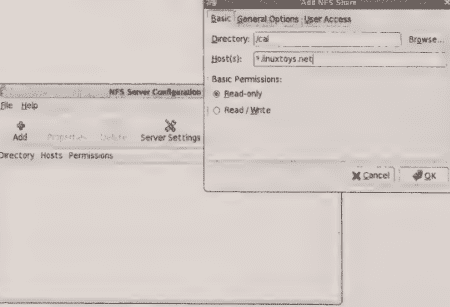 Add NFS Share
Basic General Options User Access
Directory: /cal Browse...
Host(s): *.linuxtoys.net
Basic Permissions:
Read-only
Read / Write
Cancel OK
NFS Server Configuration
File Help
Add Properties Delete Server Settings
Directory Hosts Permissions